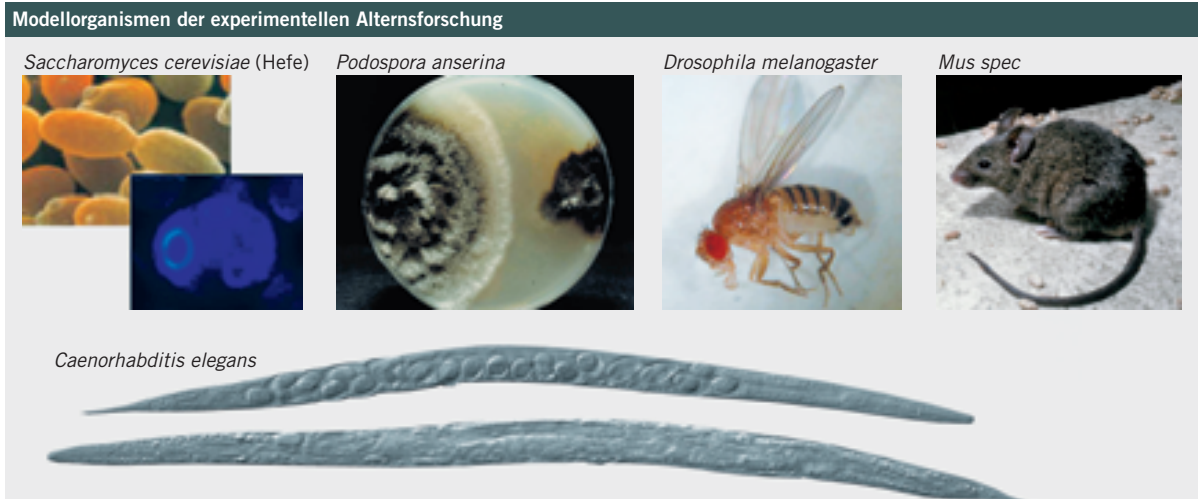 Modellorganismen der experimentellen Alternsforschung
Saccharomyces cerevisiae (Hefe)
Podospora anserina
Drosophila melanogaster
Mus spec
Caenorhabditis elegans